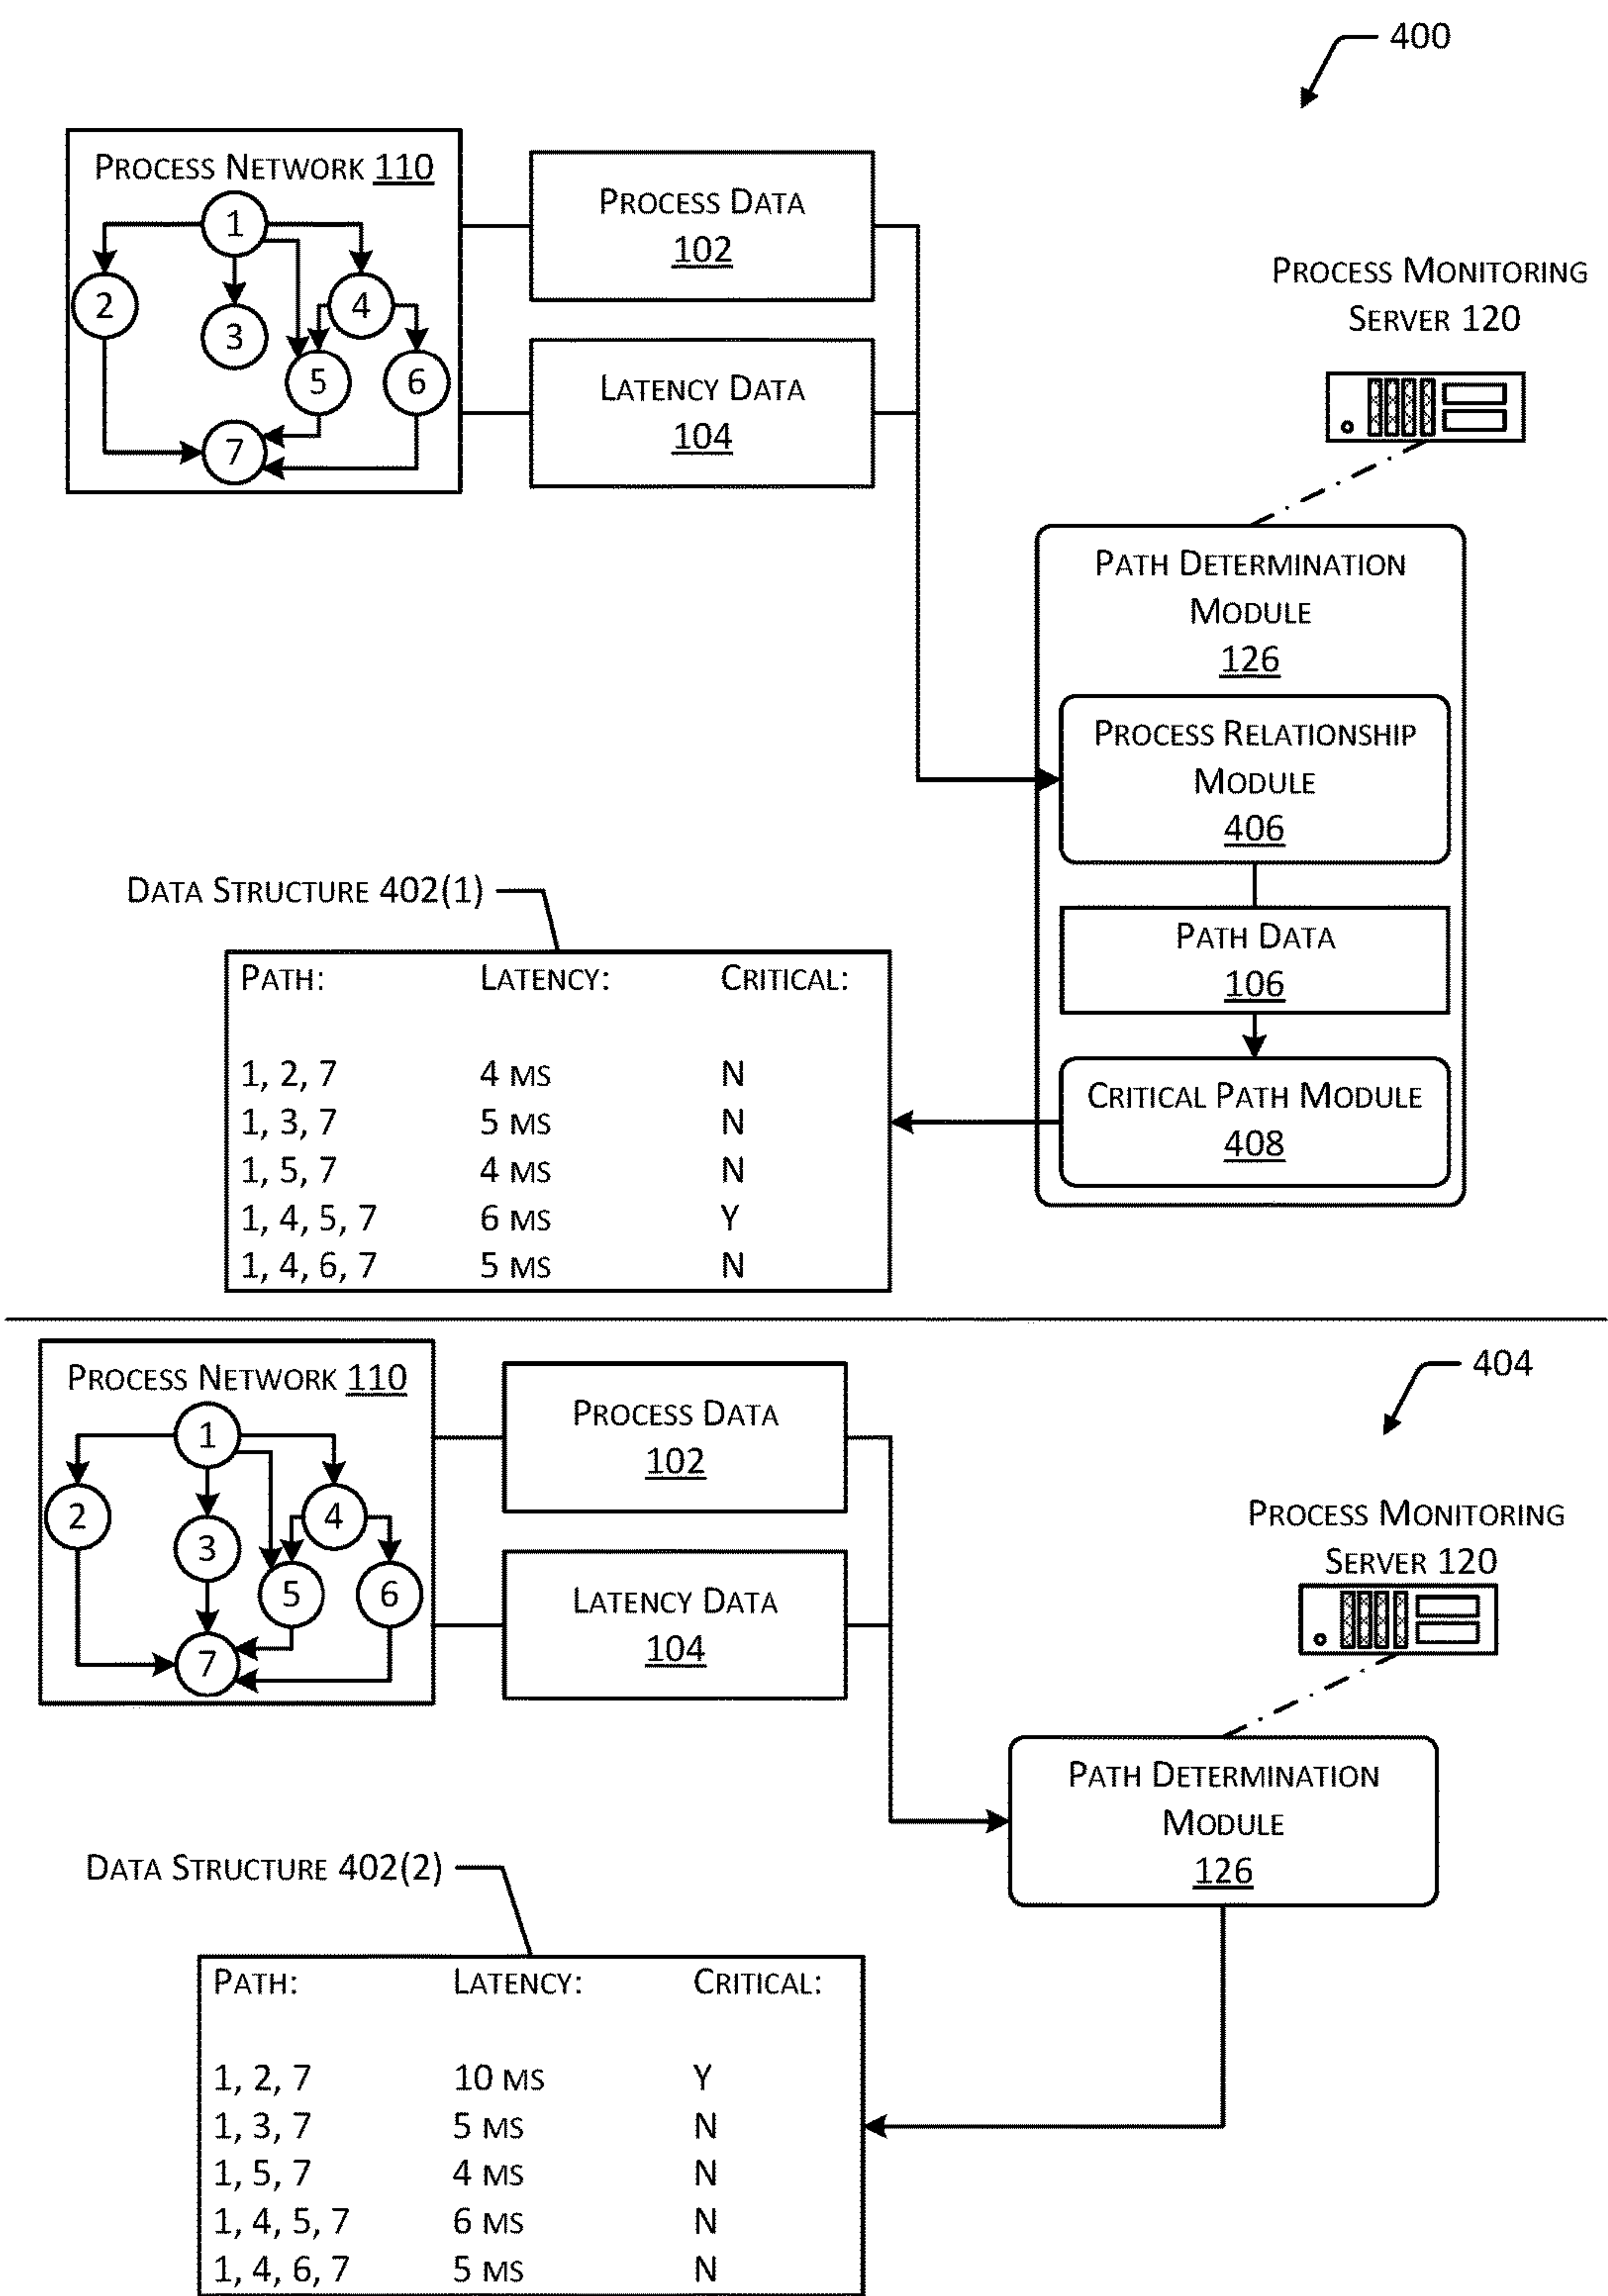 400
PROCESS NETWORK 110
1
2
4
3
5
6
7
PROCESS DATA
102
LATENCY DATA
104
PROCESS MONITORING
SERVER 120
PATH DETERMINATION
MODULE
126
PROCESS RELATIONSHIP
MODULE
406
PATH DATA
106
CRITICAL PATH MODULE
408
DATA STRUCTURE 402(1)
PATH: LATENCY: CRITICAL:
1, 2, 7 4 MS N
1, 3, 7 5 MS N
1, 5, 7 4 MS N
1, 4, 5, 7 6 MS Y
1, 4, 6, 7 5 MS N
404
PROCESS NETWORK 110
1
2
4
3
5
6
7
PROCESS DATA
102
LATENCY DATA
104
PROCESS MONITORING
SERVER 120
PATH DETERMINATION
MODULE
126
DATA STRUCTURE 402(2)
PATH: LATENCY: CRITICAL:
1, 2, 7 10 MS Y
1, 3, 7 5 MS N
1, 5, 7 4 MS N
1, 4, 5, 7 6 MS N
1, 4, 6, 7 5 MS N